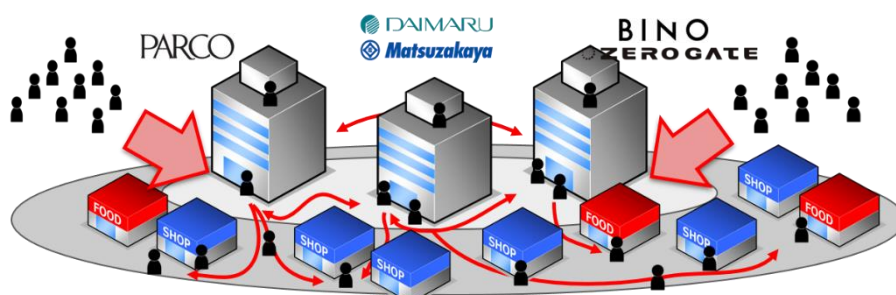 PARCO
DAIMARU
Matsuzakaya
BINO
ZEROGATE
FOOD
SHOP
SHOP
SHOP
SHOP
FOOD
SHOP
SHOP
FOOD